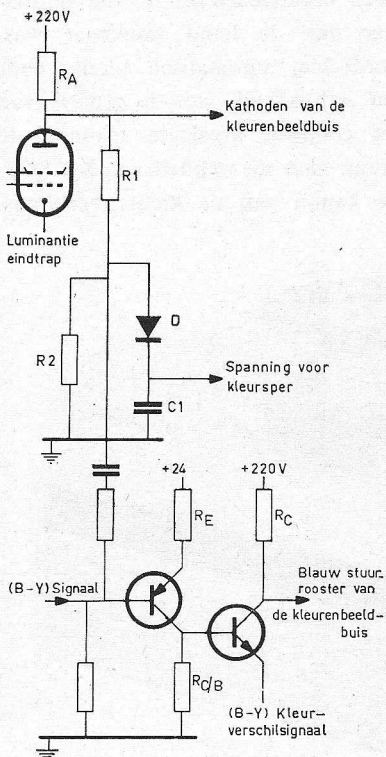 +220V
RA
Kathoden van de
kleurenbeeldbuis
R1
Luminantie
eindtrap
D
R2
Spanning voor
kleursper
C1
+24
+220V
RE
RC
(B-Y) Signaal
Blauw stuur_
rooster van
de kleurenbeeld-
buis
RC/B
(B-Y) Kleur-
verschilsignaal